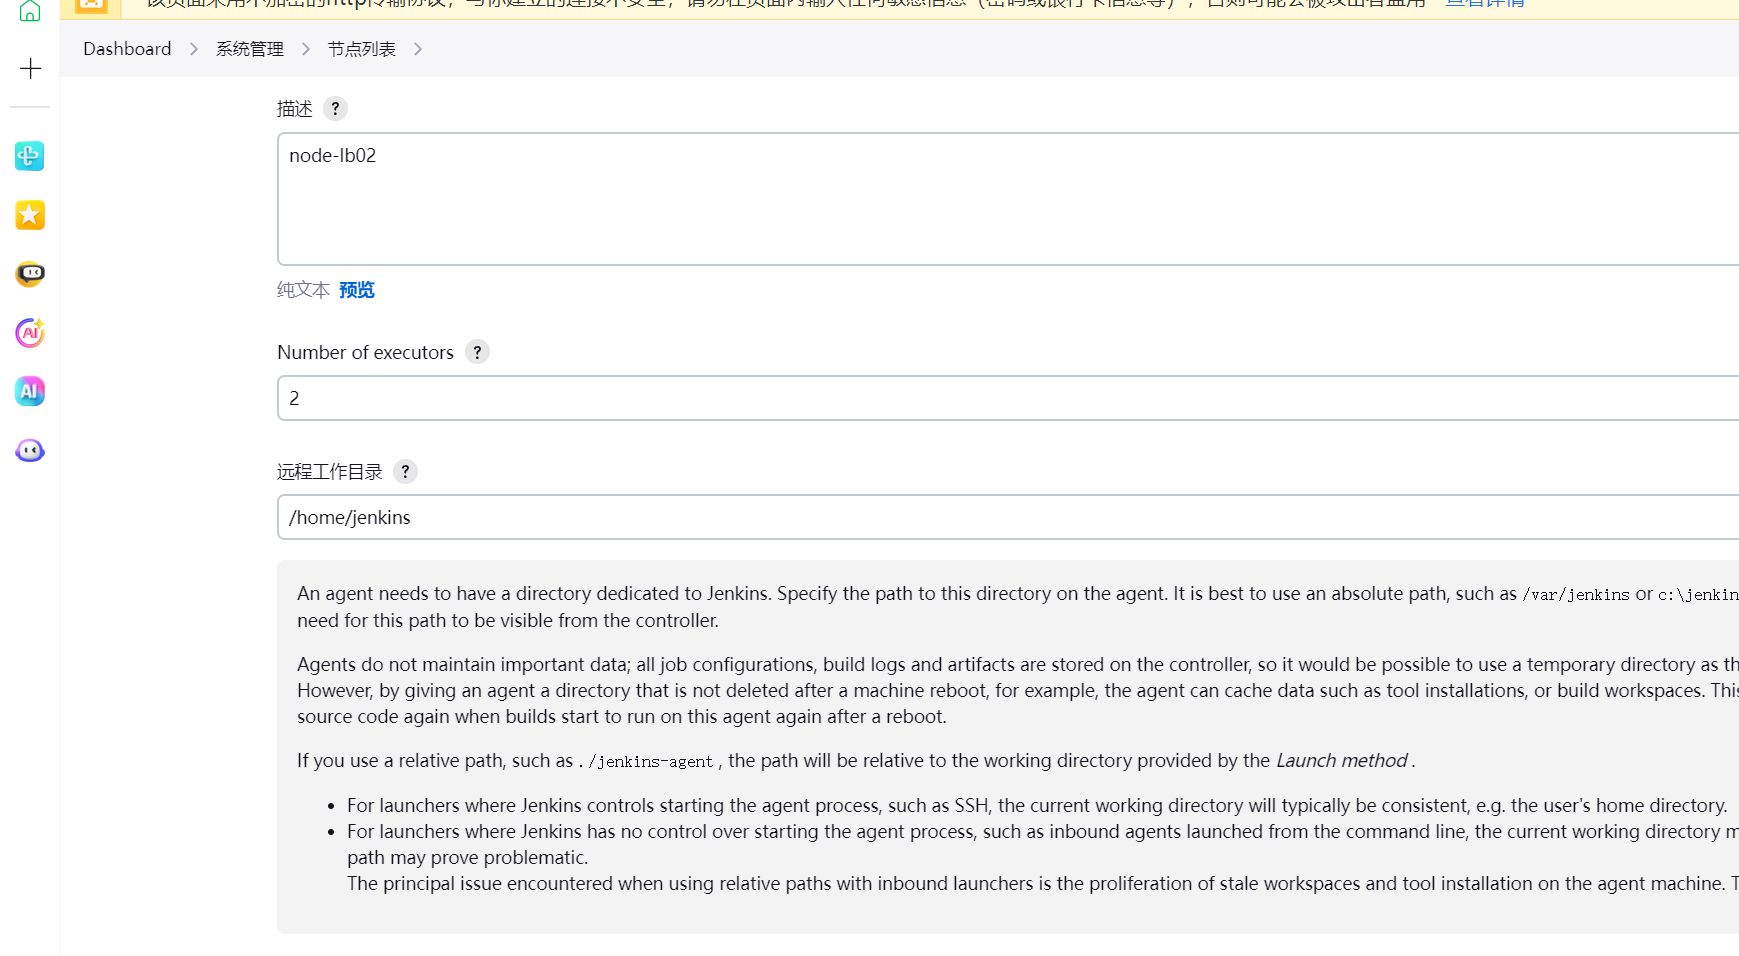 Dashboard > 系统管理 > 节点列表 >
描述 ?
node-lb02
纯文本 预览
Number of executors ?
2
远程工作目录 ?
/home/jenkins
An agent needs to have a directory dedicated to Jenkins. Specify the path to this directory on the agent. It is best to use an absolute path, such as /var/jenkins or c:\jenkin
need for this path to be visible from the controller.
Agents do not maintain important data; all job configurations, build logs and artifacts are stored on the controller, so it would be possible to use a temporary directory as th
However, by giving an agent a directory that is not deleted after a machine reboot, for example, the agent can cache data such as tool installations, or build workspaces. This
source code again when builds start to run on this agent again after a reboot.
If you use a relative path, such as ./jenkins-agent , the path will be relative to the working directory provided by the Launch method .
• For launchers where Jenkins controls starting the agent process, such as SSH, the current working directory will typically be consistent, e.g. the user's home directory.
• For launchers where Jenkins has no control over starting the agent process, such as inbound agents launched from the command line, the current working directory m
path may prove problematic.
The principal issue encountered when using relative paths with inbound launchers is the proliferation of stale workspaces and tool installation on the agent machine. T
AI
AI